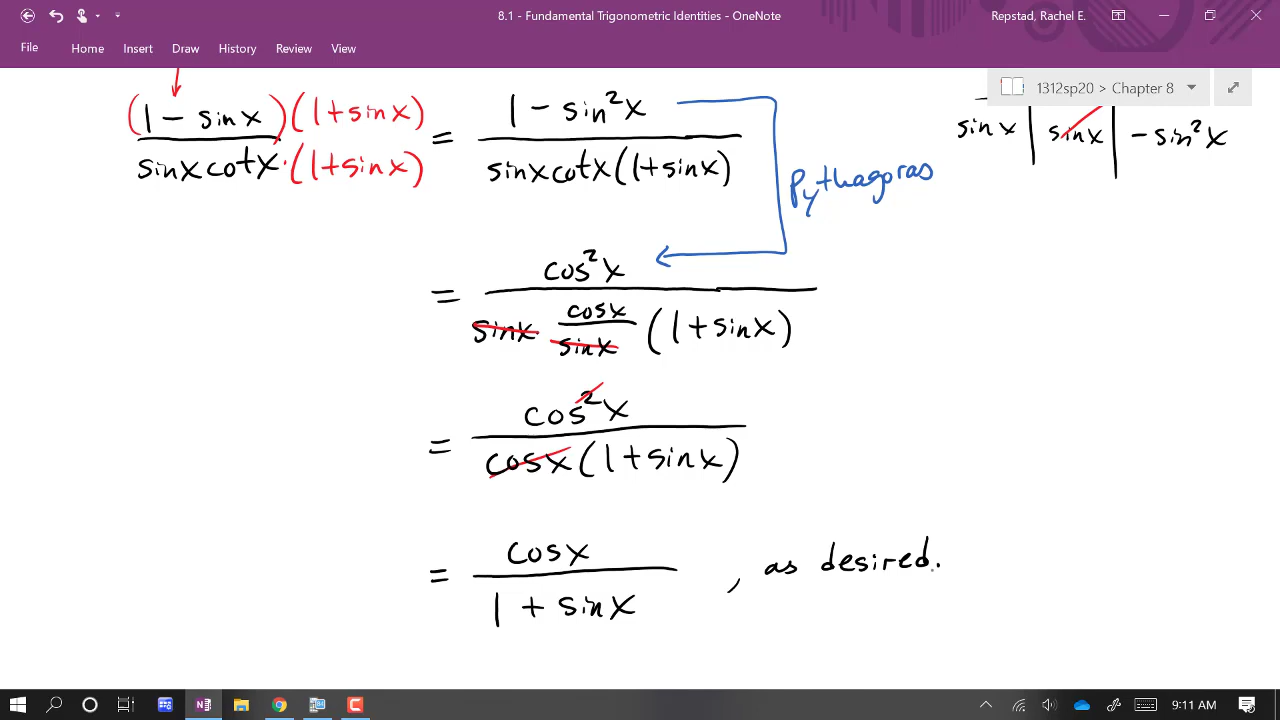 8.1 - Fundamental Trigonometric Identities - OneNote
Repstad, Rachel E.
File Home Insert Draw History Review View
1312sp20 > Chapter 8
(1 - sinx)(1+sinx) / sinxcotx·(1+sinx) = 1 - sin²x / sinxcotx(1+sinx)
sinx | sinx | -sin²x
Pythagoras
= cos²x / sinx · cosx/sinx (1+sinx)
= cos²x / cosx(1+sinx)
= cosx / 1 + sinx , as desired.
9:11 AM